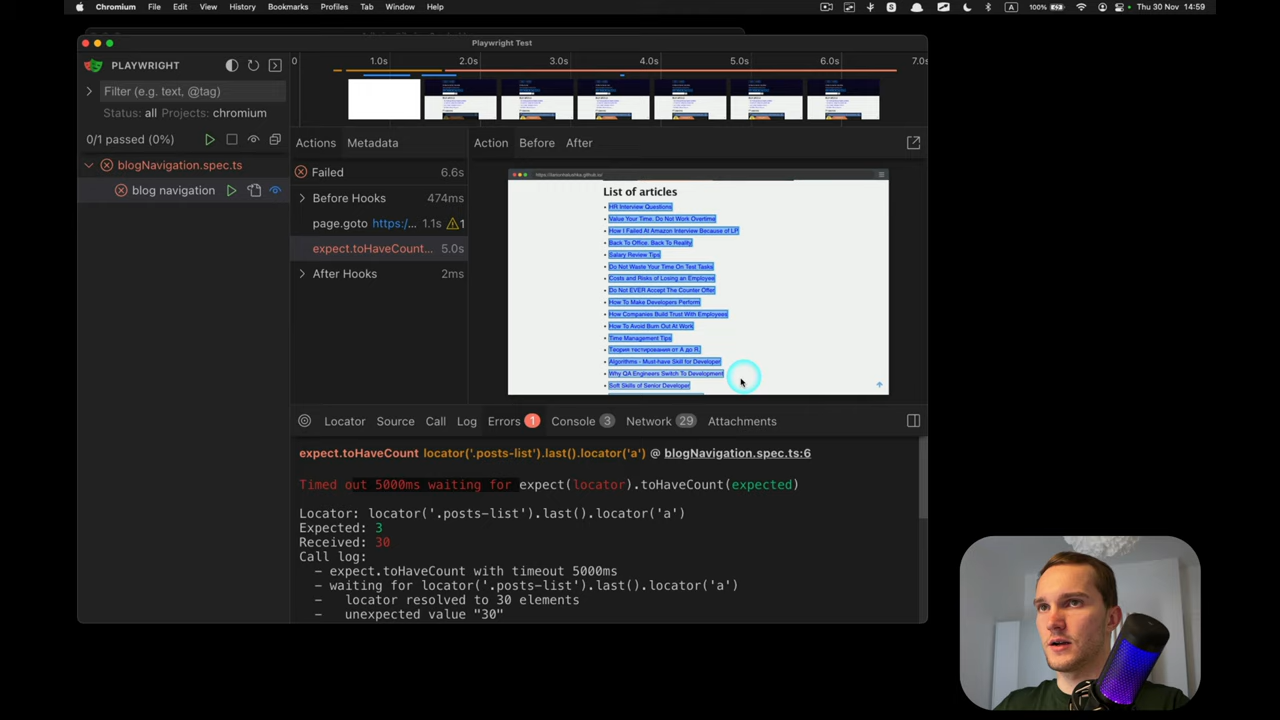 Chromium File Edit View History Bookmarks Profiles Tab Window Help
A 100% Thu 30 Nov 14:59
Playwright Test
PLAYWRIGHT
Filter (e.g. text, @tag)
Status: all Projects: chromium
0/1 passed (0%)
blogNavigation.spec.ts
blog navigation
0 1.0s 2.0s 3.0s 4.0s 5.0s 6.0s 7.0s
Actions Metadata
Failed 6.6s
Before Hooks 474ms
page.goto https:/... 1.1s 1
expect.toHaveCount... 5.0s
After Hooks 2ms
Action Before After
List of articles
HR Interview Questions
Value Your Time. Do Not Work Overtime
How I Failed At Amazon Interview Because of LP
Back To Office. Back To Reality
Salary Review Tips
Do Not Waste Your Time On Test Tasks
Costs and Risks of Losing an Employee
Do Not EVER Accept The Counter Offer
How To Make Developers Perform
How Companies Build Trust With Employees
How To Avoid Burn Out At Work
Time Management Tips
Теория тестирования от А до Я.
Algorithms - Must-have Skill for Developer
Why QA Engineers Switch To Development
Soft Skills of Senior Developer
Locator Source Call Log Errors 1 Console 3 Network 29 Attachments
expect.toHaveCount locator('.posts-list').last().locator('a') @ blogNavigation.spec.ts:6
Timed out 5000ms waiting for expect(locator).toHaveCount(expected)
Locator: locator('.posts-list').last().locator('a')
Expected: 3
Received: 30
Call log:
- expect.toHaveCount with timeout 5000ms
- waiting for locator('.posts-list').last().locator('a')
- locator resolved to 30 elements
- unexpected value "30"